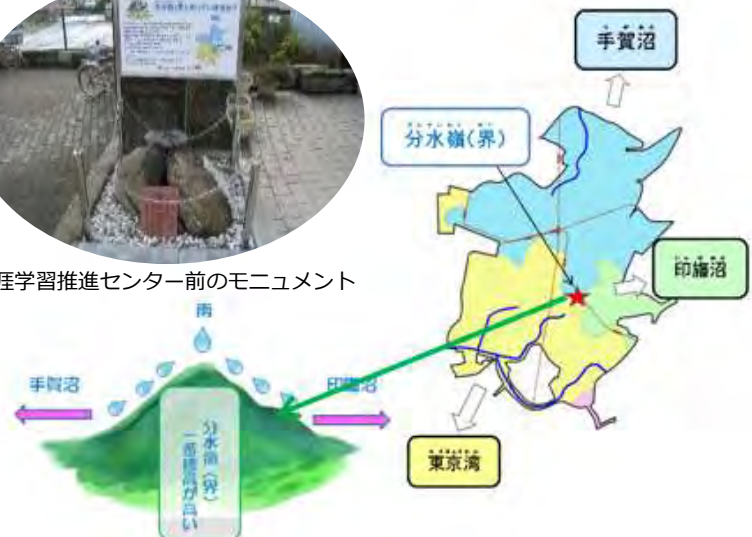 手賀沼
分水嶺(界)
印旛沼
涯学習推進センター前のモニュメント
雨
手賀沼
印旛沼
分水嶺(界)
一番標高が高い
東京湾